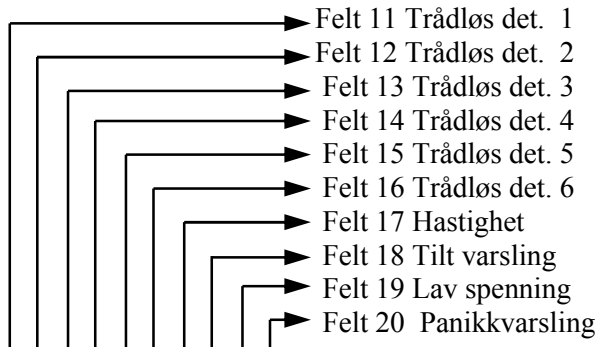 Felt 11 Trådløs det. 1
Felt 12 Trådløs det. 2
Felt 13 Trådløs det. 3
Felt 14 Trådløs det. 4
Felt 15 Trådløs det. 5
Felt 16 Trådløs det. 6
Felt 17 Hastighet
Felt 18 Tilt varsling
Felt 19 Lav spenning
Felt 20 Panikkvarsling